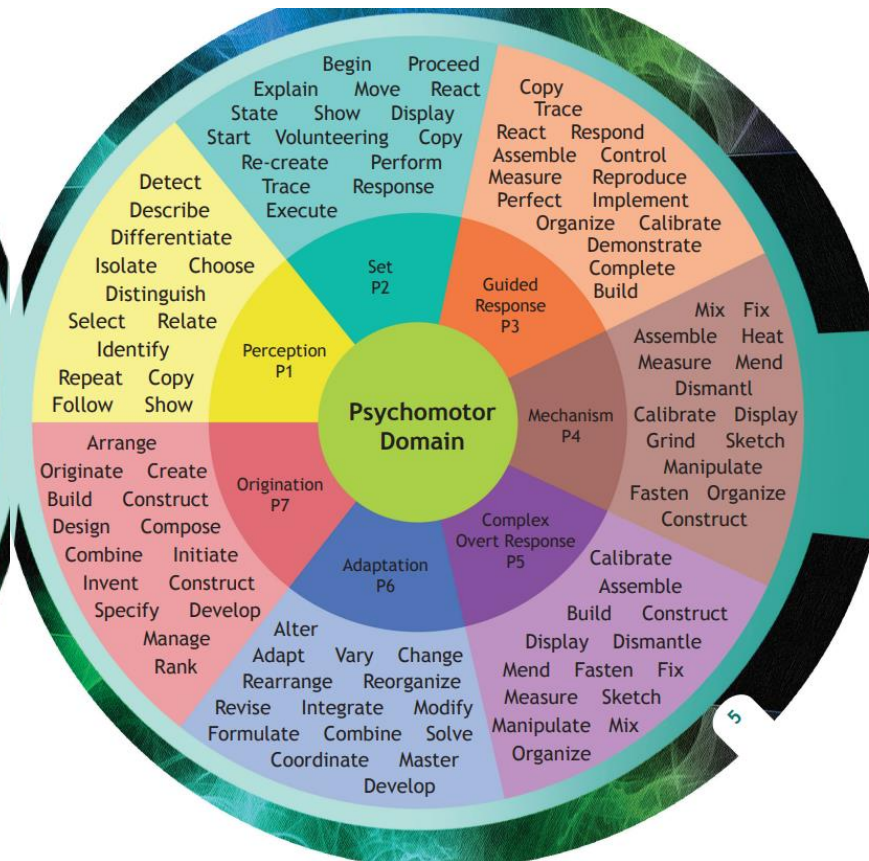 Begin Proceed
Explain Move React
State Show Display
Start Volunteering Copy
Re-create Perform
Trace Response
Execute
Set
P2
Copy
Trace
React Respond
Assemble Control
Measure Reproduce
Perfect Implement
Organize Calibrate
Demonstrate
Complete
Build
Guided
Response
P3
Mix Fix
Assemble Heat
Measure Mend
Dismantl
Calibrate Display
Grind Sketch
Manipulate
Fasten Organize
Construct
Mechanism
P4
Calibrate
Assemble
Build Construct
Display Dismantle
Mend Fasten Fix
Measure Sketch
Manipulate Mix
Organize
Complex
Overt Response
P5
Alter
Adapt Vary Change
Rearrange Reorganize
Revise Integrate Modify
Formulate Combine Solve
Coordinate Master
Develop
Adaptation
P6
Arrange
Originate Create
Build Construct
Design Compose
Combine Initiate
Invent Construct
Specify Develop
Manage
Rank
Origination
P7
Detect
Describe
Differentiate
Isolate Choose
Distinguish
Select Relate
Identify
Repeat Copy
Follow Show
Perception
P1
Psychomotor
Domain
5